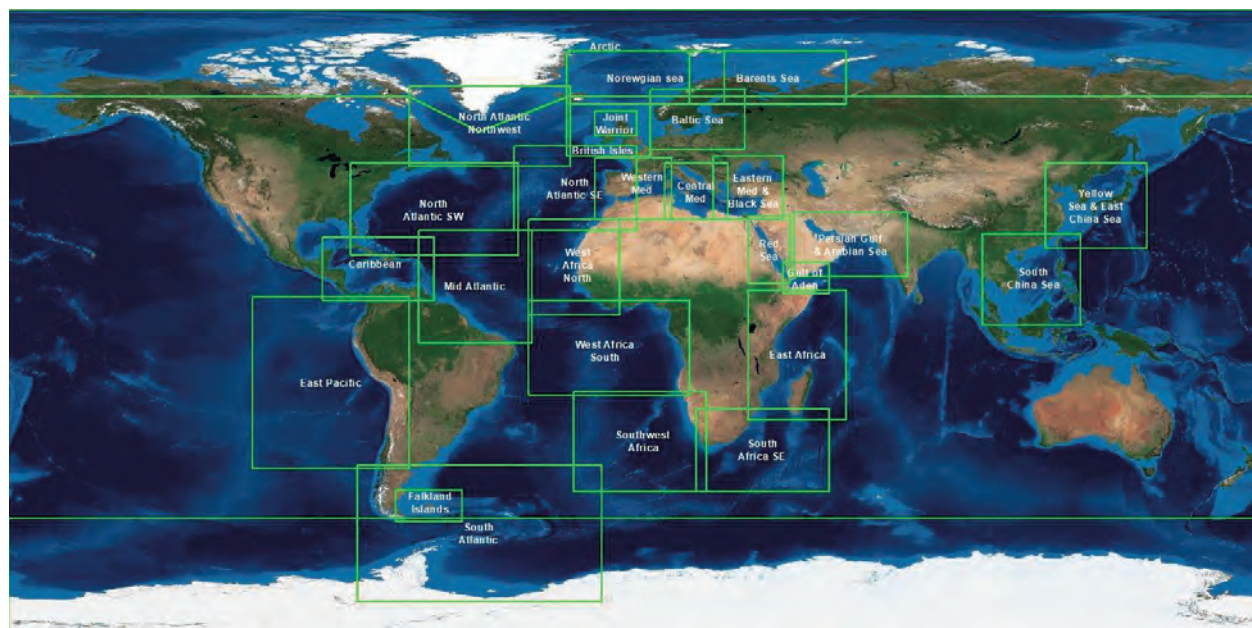 Arctic
Norewgian sea
Barents Sea
North Atlantic
Northwest
Joint
Warrior
Baltic Sea
British Isles
North
Atlantic SE
Western
Med
Central
Med
Eastern
Med &
Black Sea
North
Atlantic SW
Yellow
Sea & East
China Sea
Caribbean
Mid Atlantic
West
Africa
North
Red
Sea
Persian Gulf
& Arabian Sea
Gulf of
Aden
South
China Sea
West Africa
South
East Africa
East Pacific
Southwest
Africa
South
Africa SE
Falkland
Islands
South
Atlantic